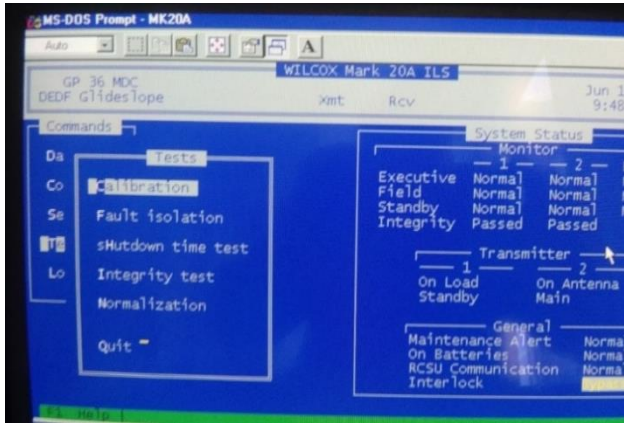 MS-DOS Prompt - MK20A
Auto
A
WILCOX Mark 20A ILS
GP 36 MDC
DEDF Glideslope
Xmt Rcv
Jun 1
9:48
Commands
Da
Co
Se
Te
Lo
Tests
Calibration
Fault isolation
sHutdown time test
Integrity test
Normalization
Quit
System Status
Monitor
1 2
Executive Normal Normal
Field Normal Normal
Standby Normal Normal
Integrity Passed Passed
Transmitter
1 2
On Load On Antenna
Standby Main
General
Maintenance Alert Norma
On Batteries Norma
RCSU Communication Norma
Interlock Bypass
F1 Help